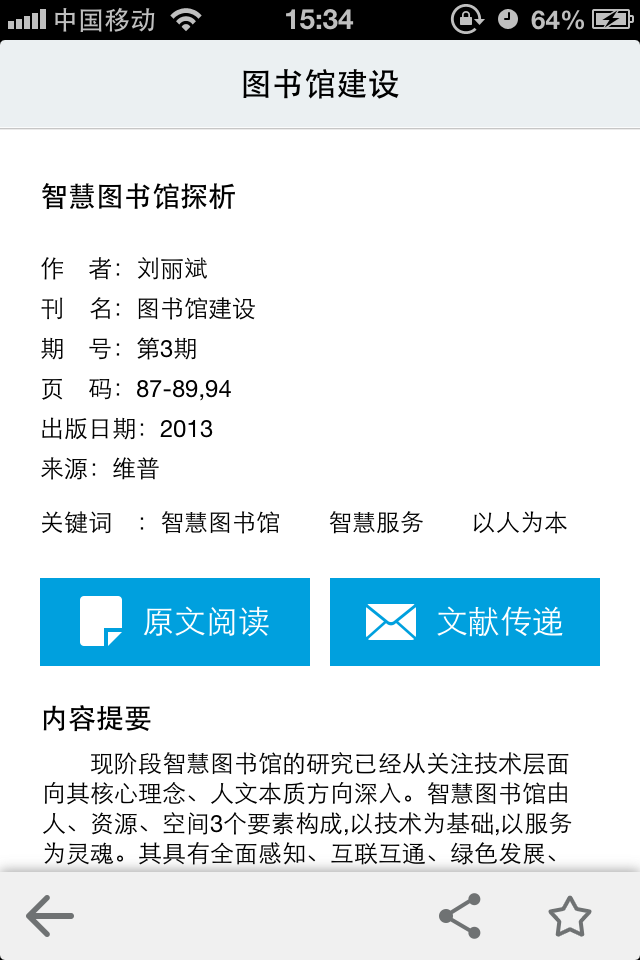 中国移动 15:34 64%
图书馆建设
智慧图书馆探析
作 者：刘丽斌
刊 名：图书馆建设
期 号：第3期
页 码：87-89,94
出版日期：2013
来源：维普
关键词 ：智慧图书馆 智慧服务 以人为本
原文阅读 文献传递
内容提要
现阶段智慧图书馆的研究已经从关注技术层面
向其核心理念、人文本质方向深入。智慧图书馆由
人、资源、空间3个要素构成,以技术为基础,以服务
为灵魂。其具有全面感知、互联互通、绿色发展、